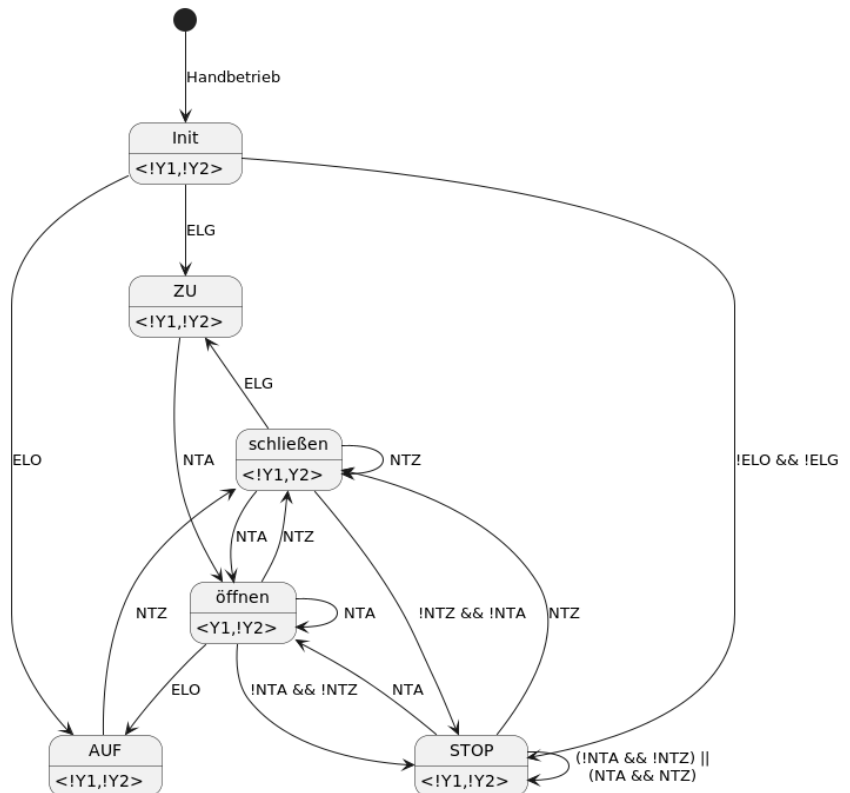 Handbetrieb
Init
<!Y1,!Y2>
ELG
ZU
<!Y1,!Y2>
ELG
schließen
<!Y1,Y2>
NTZ
ELO
NTA
!ELO && !ELG
NTA
NTZ
öffnen
<Y1,!Y2>
NTA
NTZ
!NTZ && !NTA
NTZ
ELO
!NTA && !NTZ
NTA
AUF
<!Y1,!Y2>
STOP
<!Y1,!Y2>
(!NTA && !NTZ) ||
(NTA && NTZ)